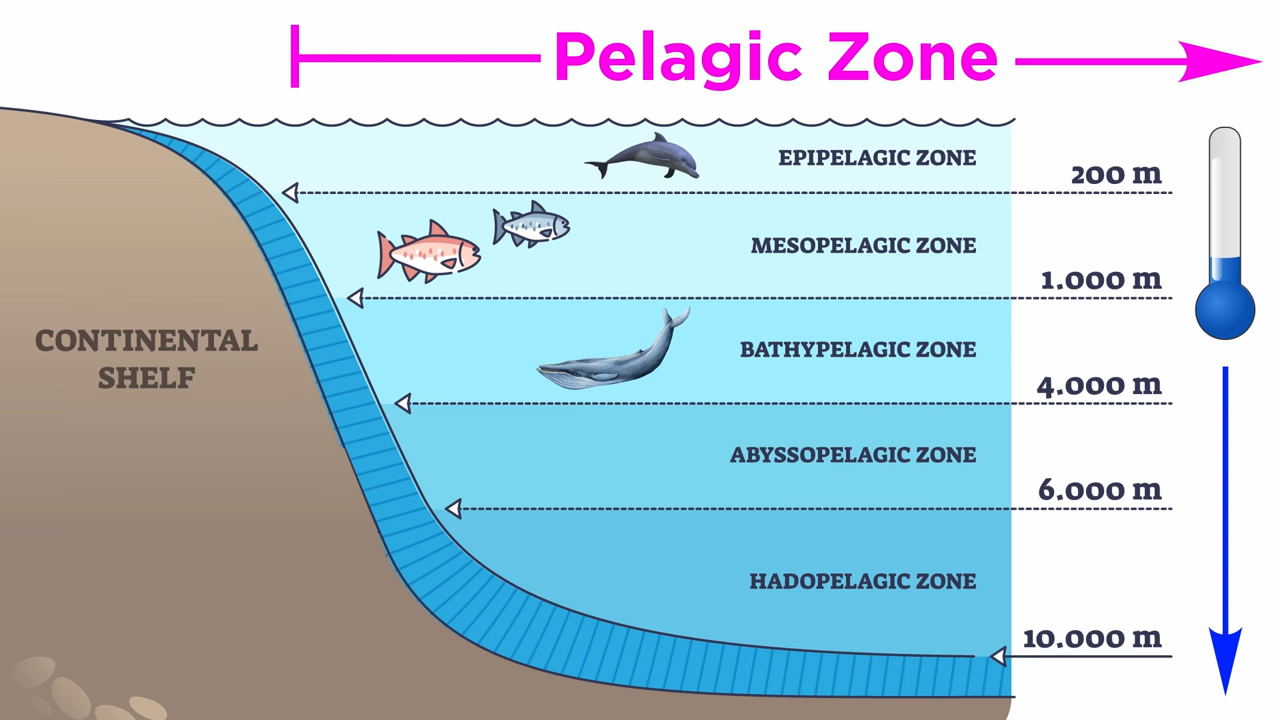 Pelagic Zone
EPIPELAGIC ZONE
200 m
MESOPELAGIC ZONE
1.000 m
CONTINENTAL
SHELF
BATHYPELAGIC ZONE
4.000 m
ABYSSOPELAGIC ZONE
6.000 m
HADOPELAGIC ZONE
10.000 m